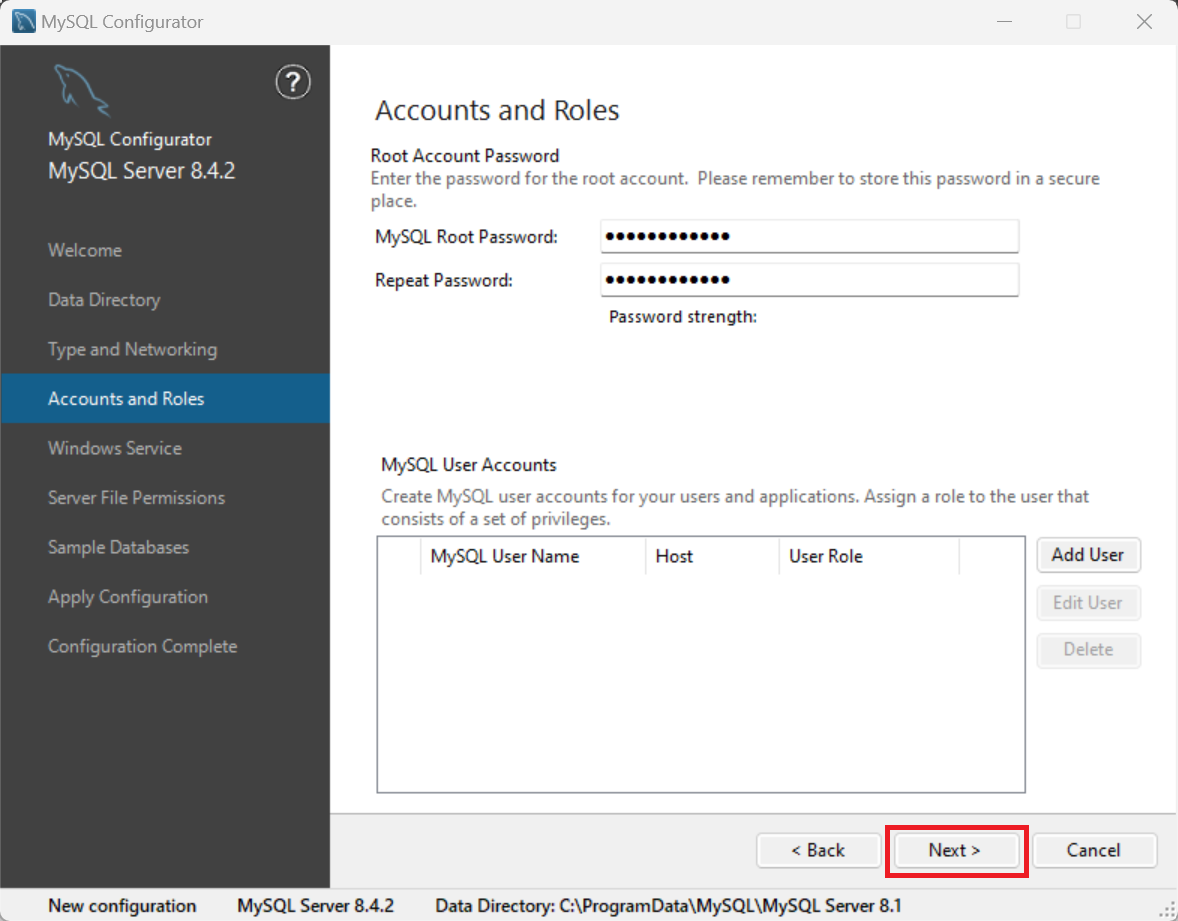 MySQL Configurator
?
MySQL Configurator
MySQL Server 8.4.2
Welcome
Data Directory
Type and Networking
Accounts and Roles
Windows Service
Server File Permissions
Sample Databases
Apply Configuration
Configuration Complete
Accounts and Roles
Root Account Password
Enter the password for the root account.  Please remember to store this password in a secure
place.
MySQL Root Password: ●●●●●●●●●●●●
Repeat Password: ●●●●●●●●●●●●
Password strength:
MySQL User Accounts
Create MySQL user accounts for your users and applications. Assign a role to the user that
consists of a set of privileges.
MySQL User Name Host User Role
Add User
Edit User
Delete
< Back Next > Cancel
New configuration MySQL Server 8.4.2 Data Directory: C:\ProgramData\MySQL\MySQL Server 8.1